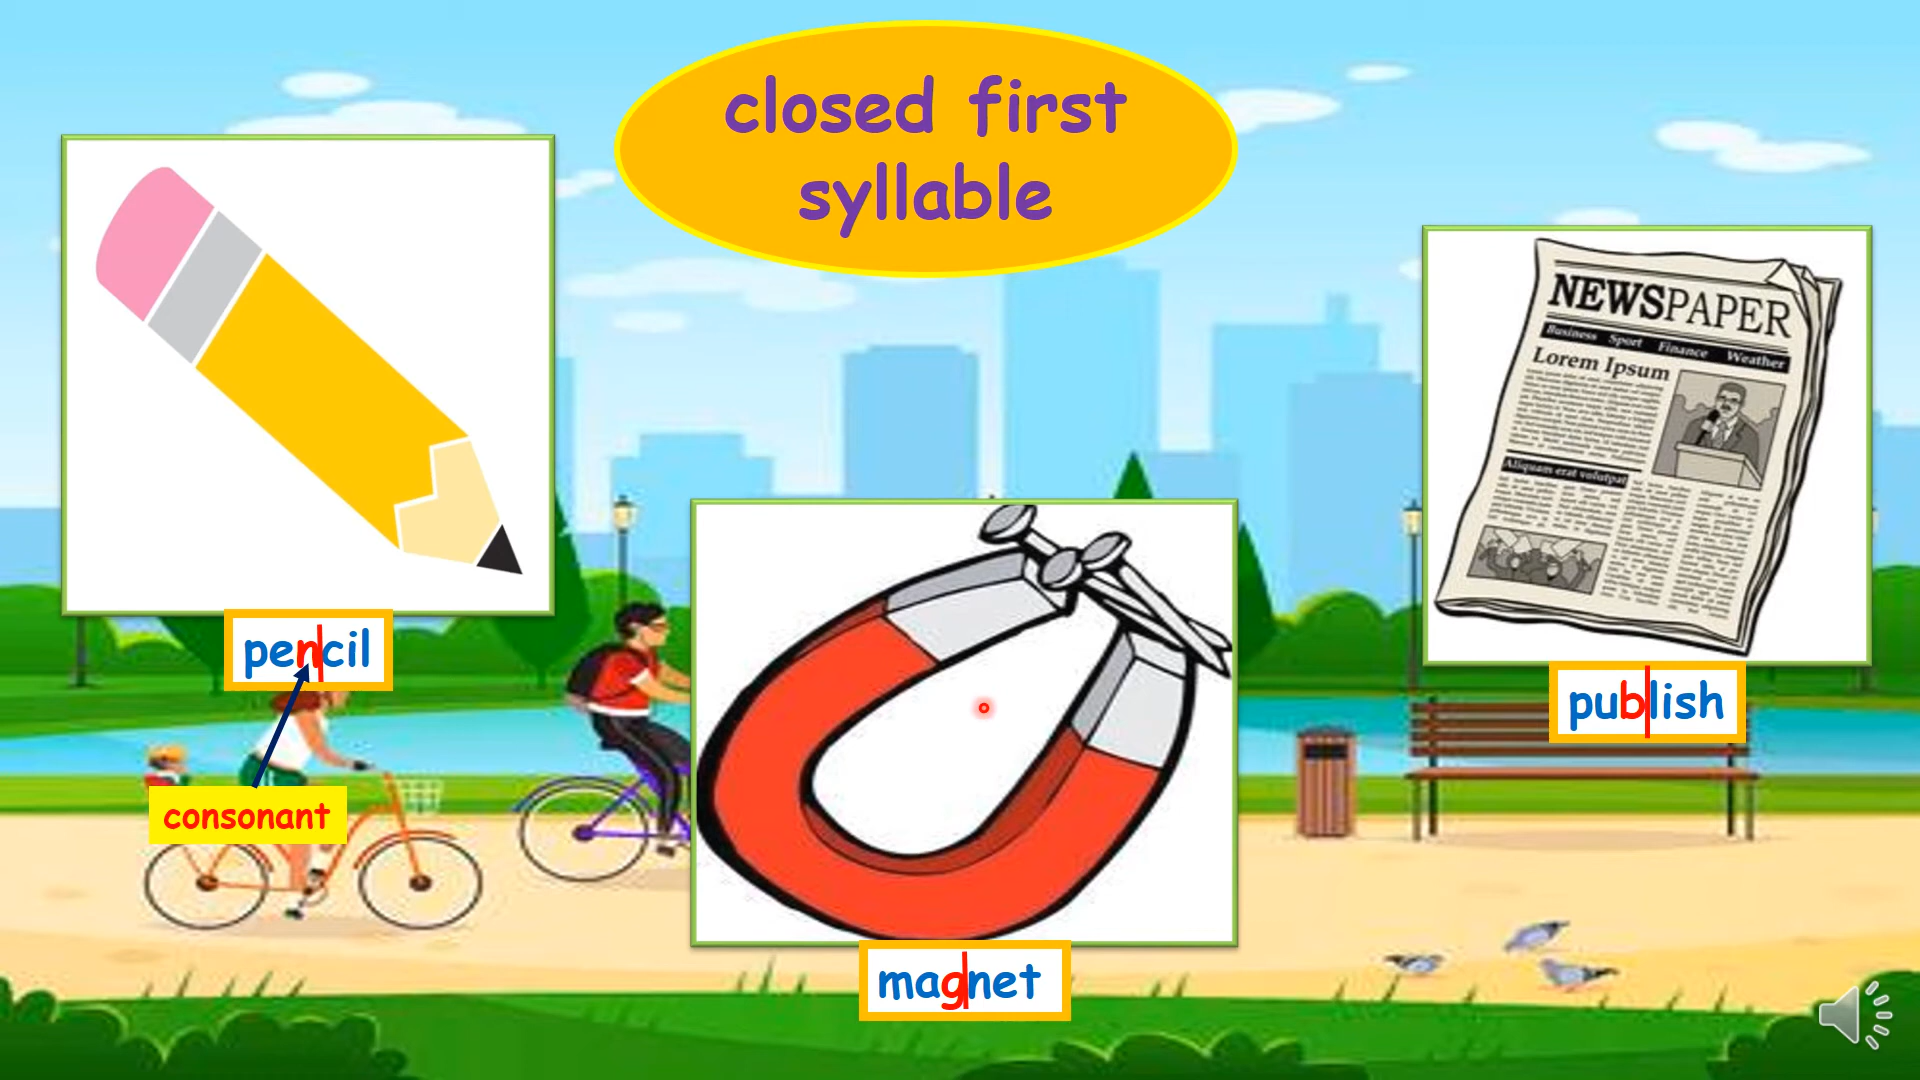 closed first
syllable
pencil
consonant
magnet
NEWSPAPER
Business Sport Finance Weather
Lorem Ipsum
Aliquam erat volutpat
publish